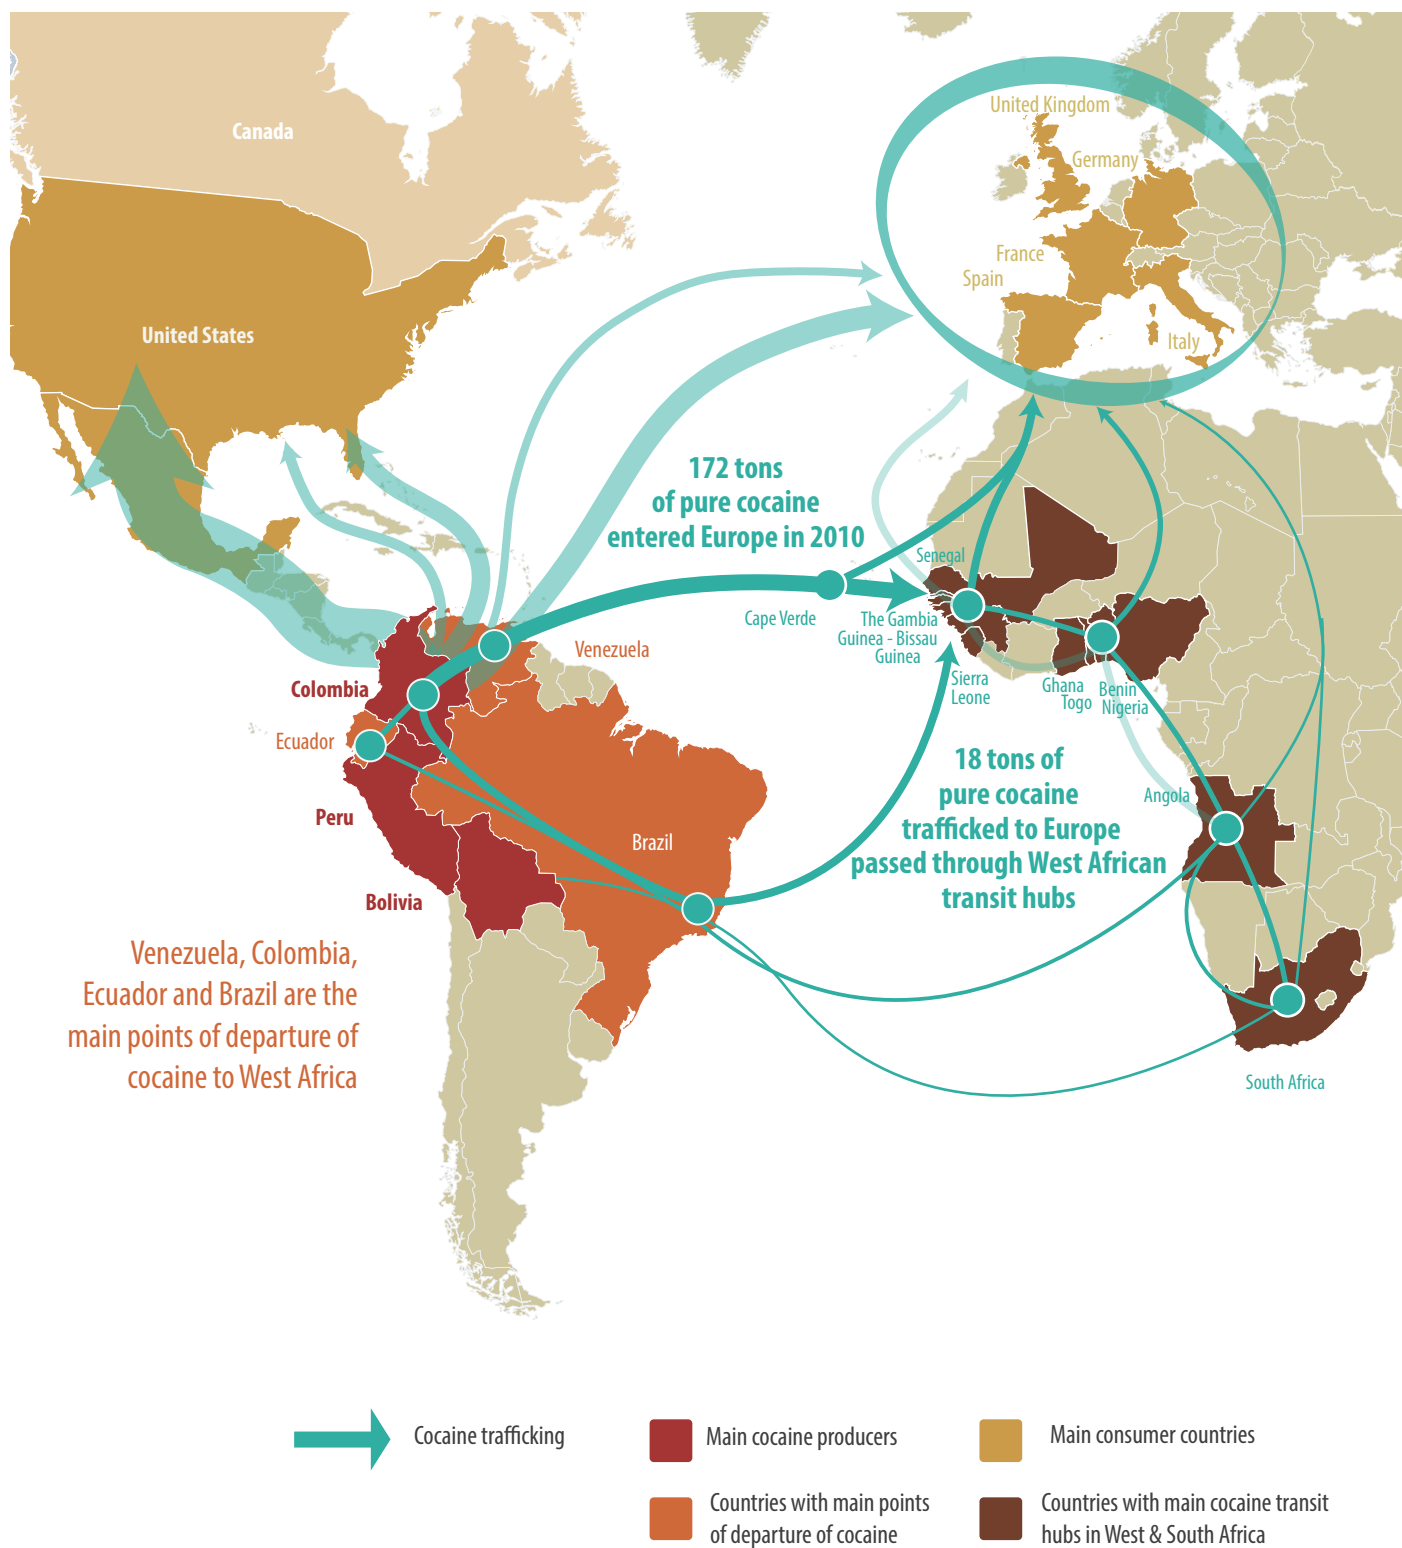 United Kingdom
Canada
Germany
France
Spain
United States
Italy
172 tons
of pure cocaine
entered Europe in 2010
Senegal
Cape Verde
The Gambia
Guinea - Bissau
Guinea
Venezuela
Sierra
Leone
Ghana
Togo
Benin
Nigeria
Colombia
Ecuador
18 tons of
pure cocaine
trafficked to Europe
passed through West African
transit hubs
Angola
Peru
Brazil
Bolivia
Venezuela, Colombia,
Ecuador and Brazil are the
main points of departure of
cocaine to West Africa
South Africa
Cocaine trafficking
Main cocaine producers
Main consumer countries
Countries with main points
of departure of cocaine
Countries with main cocaine transit
hubs in West & South Africa